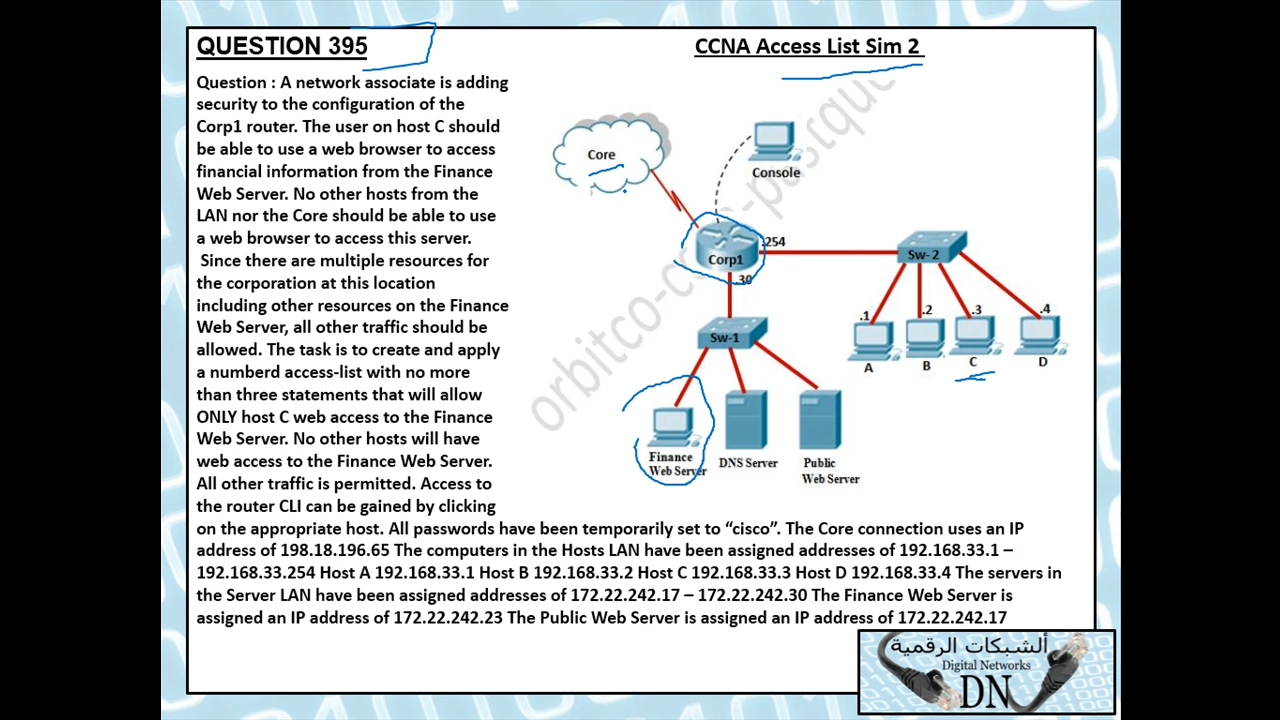 QUESTION 395
CCNA Access List Sim 2
Question : A network associate is adding
security to the configuration of the
Corp1 router. The user on host C should
be able to use a web browser to access
financial information from the Finance
Web Server. No other hosts from the
LAN nor the Core should be able to use
a web browser to access this server.
Since there are multiple resources for
the corporation at this location
including other resources on the Finance
Web Server, all other traffic should be
allowed. The task is to create and apply
a numberd access-list with no more
than three statements that will allow
ONLY host C web access to the Finance
Web Server. No other hosts will have
web access to the Finance Web Server.
All other traffic is permitted. Access to
the router CLI can be gained by clicking
on the appropriate host. All passwords have been temporarily set to “cisco”. The Core connection uses an IP
address of 198.18.196.65 The computers in the Hosts LAN have been assigned addresses of 192.168.33.1 –
192.168.33.254 Host A 192.168.33.1 Host B 192.168.33.2 Host C 192.168.33.3 Host D 192.168.33.4 The servers in
the Server LAN have been assigned addresses of 172.22.242.17 – 172.22.242.30 The Finance Web Server is
assigned an IP address of 172.22.242.23 The Public Web Server is assigned an IP address of 172.22.242.17
Core
Console
.254
Corp1
.30
Sw-2
Sw-1
.1
.2
.3
.4
A
B
C
D
Finance
Web Server
DNS Server
Public
Web Server
ألشبكات الرقمية
Digital Networks
DN